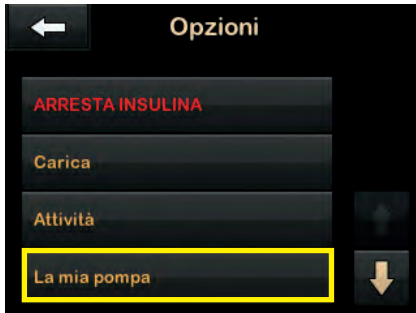 Opzioni
ARRESTA INSULINA
Carica
Attività
La mia pompa